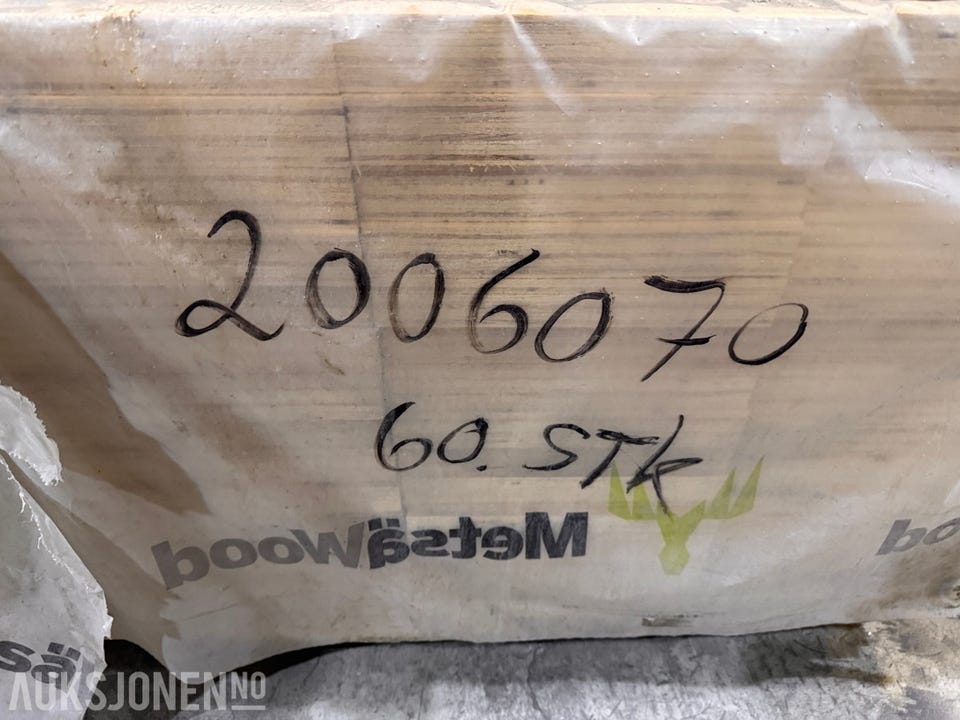 2006070
60. STK
MetsäWood
AUKSJONEN.NO